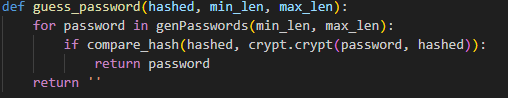 def guess_password(hashed, min_len, max_len):
    for password in genPasswords(min_len, max_len):
        if compare_hash(hashed, crypt.crypt(password, hashed)):
            return password
    return ''